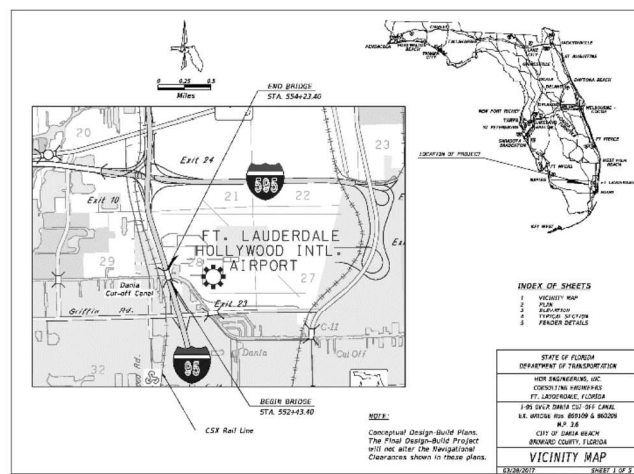 0 0.25 0.5
Miles
END BRIDGE
STA. 554+23.40
20
Exit 24
595
23
21
22
Exit 10
FT. LAUDERDALE
HOLLYWOOD INTL.
AIRPORT
29
28
27
Dania
Cut-off Canal
Griffin Rd.
Exit 23
C-11
Dania
Cut Off
32
95
BEGIN BRIDGE
STA. 552+43.40
CSX Rail Line
PENSACOLA
JACKSONVILLE
ST AUGUSTINE
DAYTONA BEACH
NEW PORT RICHEY
TAMPA
ST PETERSBURG
SARASOTA
BRADENTON
FT PIERCE
WEST PALM
BEACH
LOCATION OF PROJECT
FT MYERS
NAPLES
FT LAUDERDALE
MIAMI
KEY WEST
INDEX OF SHEETS
1 VICINITY MAP
2 PLAN
3 ELEVATION
4 TYPICAL SECTION
5 FENDER DETAILS
NOTE:
Conceptual Design-Build Plans.
The Final Design-Build Project
will not alter the Navigational
Clearances shown in these plans.
STATE OF FLORIDA
DEPARTMENT OF TRANSPORTATION
HDR ENGINEERING, INC.
CONSULTING ENGINEERS
FT. LAUDERDALE, FLORIDA
I-95 OVER DANIA CUT-OFF CANAL
EX. BRIDGE Nos. 860109 & 860209
M.P. 3.6
CITY OF DANIA BEACH
BROWARD COUNTY, FLORIDA
VICINITY MAP
03/28/2017 SHEET 1 OF 5